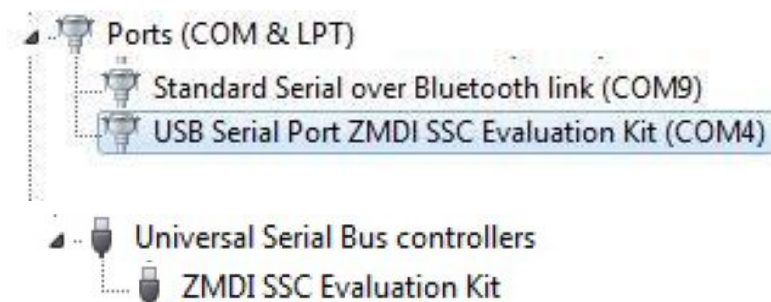 Ports (COM & LPT)
Standard Serial over Bluetooth link (COM9)
USB Serial Port ZMDI SSC Evaluation Kit (COM4)
Universal Serial Bus controllers
ZMDI SSC Evaluation Kit